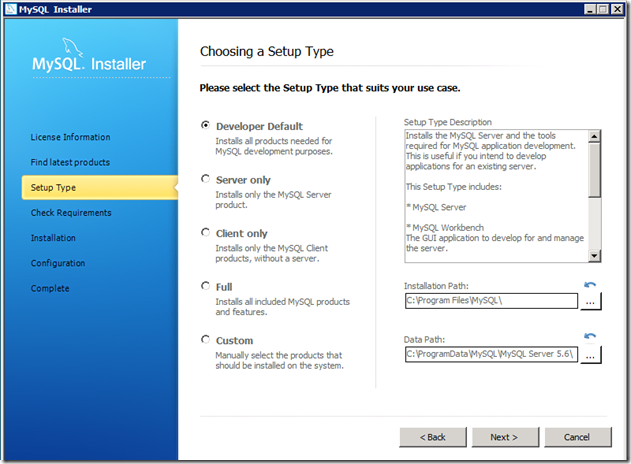 MySQL Installer
MySQL. Installer
License Information
Find latest products
Setup Type
Check Requirements
Installation
Configuration
Complete
Choosing a Setup Type
Please select the Setup Type that suits your use case.
Developer Default
Installs all products needed for
MySQL development purposes.
Server only
Installs only the MySQL Server
product.
Client only
Installs only the MySQL Client
products, without a server.
Full
Installs all included MySQL products
and features.
Custom
Manually select the products that
should be installed on the system.
Setup Type Description
Installs the MySQL Server and the tools
required for MySQL application development.
This is useful if you intend to develop
applications for an existing server.
This Setup Type includes:
* MySQL Server
* MySQL Workbench
The GUI application to develop for and manage
the server.
Installation Path:
C:\Program Files\MySQL\
...
Data Path:
C:\ProgramData\MySQL\MySQL Server 5.6\
...
< Back
Next >
Cancel